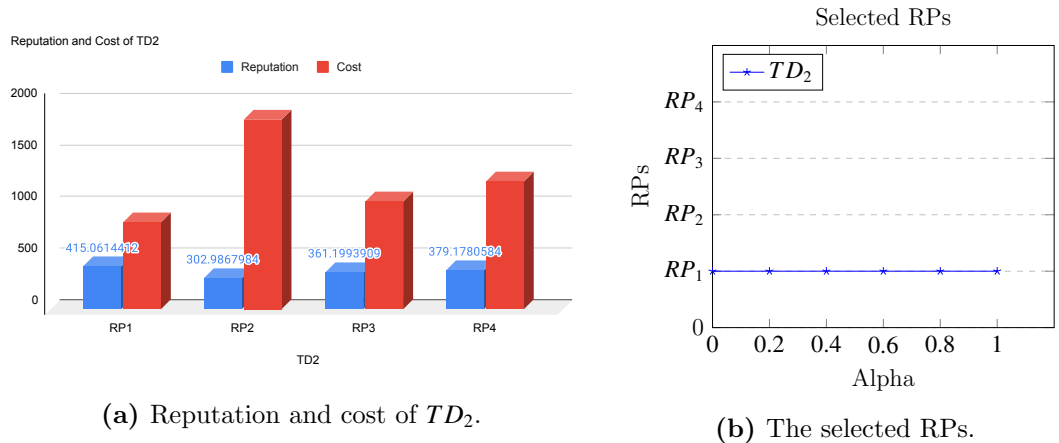 Reputation and Cost of TD2
Reputation Cost
2000
1500
1000
500
0
415.0614412
302.9867984
361.1993909
379.1780584
RP1 RP2 RP3 RP4
TD2
(a) Reputation and cost of TD₂.
Selected RPs
TD₂
RPs
RP₄
RP₃
RP₂
RP₁
0
0 0.2 0.4 0.6 0.8 1
Alpha
(b) The selected RPs.